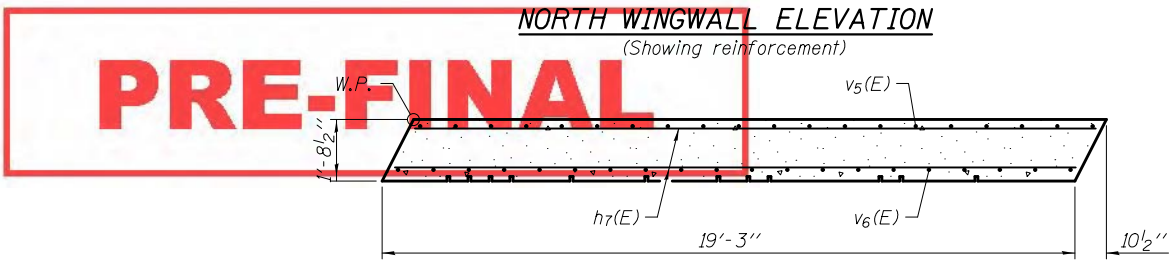 NORTH WINGWALL ELEVATION
(Showing reinforcement)
PRE-FINAL
W.P.
v5(E)
1'-8½''
h7(E)
v6(E)
19'-3''
10½''